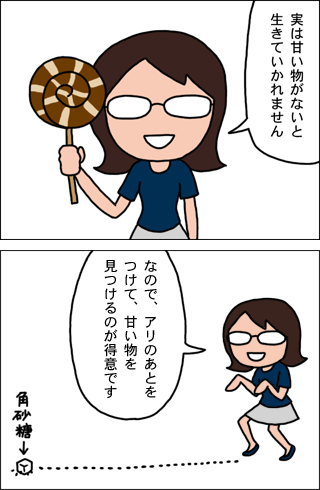 実は甘い物がないと
生きていかれません
なので、アリのあとを
つけて、甘い物を
見つけるのが得意です
角砂糖→